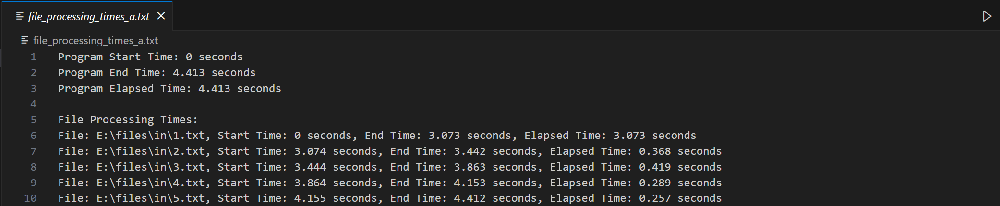 file_processing_times_a.txt
file_processing_times_a.txt
1 Program Start Time: 0 seconds
2 Program End Time: 4.413 seconds
3 Program Elapsed Time: 4.413 seconds
4
5 File Processing Times:
6 File: E:\files\in\1.txt, Start Time: 0 seconds, End Time: 3.073 seconds, Elapsed Time: 3.073 seconds
7 File: E:\files\in\2.txt, Start Time: 3.074 seconds, End Time: 3.442 seconds, Elapsed Time: 0.368 seconds
8 File: E:\files\in\3.txt, Start Time: 3.444 seconds, End Time: 3.863 seconds, Elapsed Time: 0.419 seconds
9 File: E:\files\in\4.txt, Start Time: 3.864 seconds, End Time: 4.153 seconds, Elapsed Time: 0.289 seconds
10 File: E:\files\in\5.txt, Start Time: 4.155 seconds, End Time: 4.412 seconds, Elapsed Time: 0.257 seconds